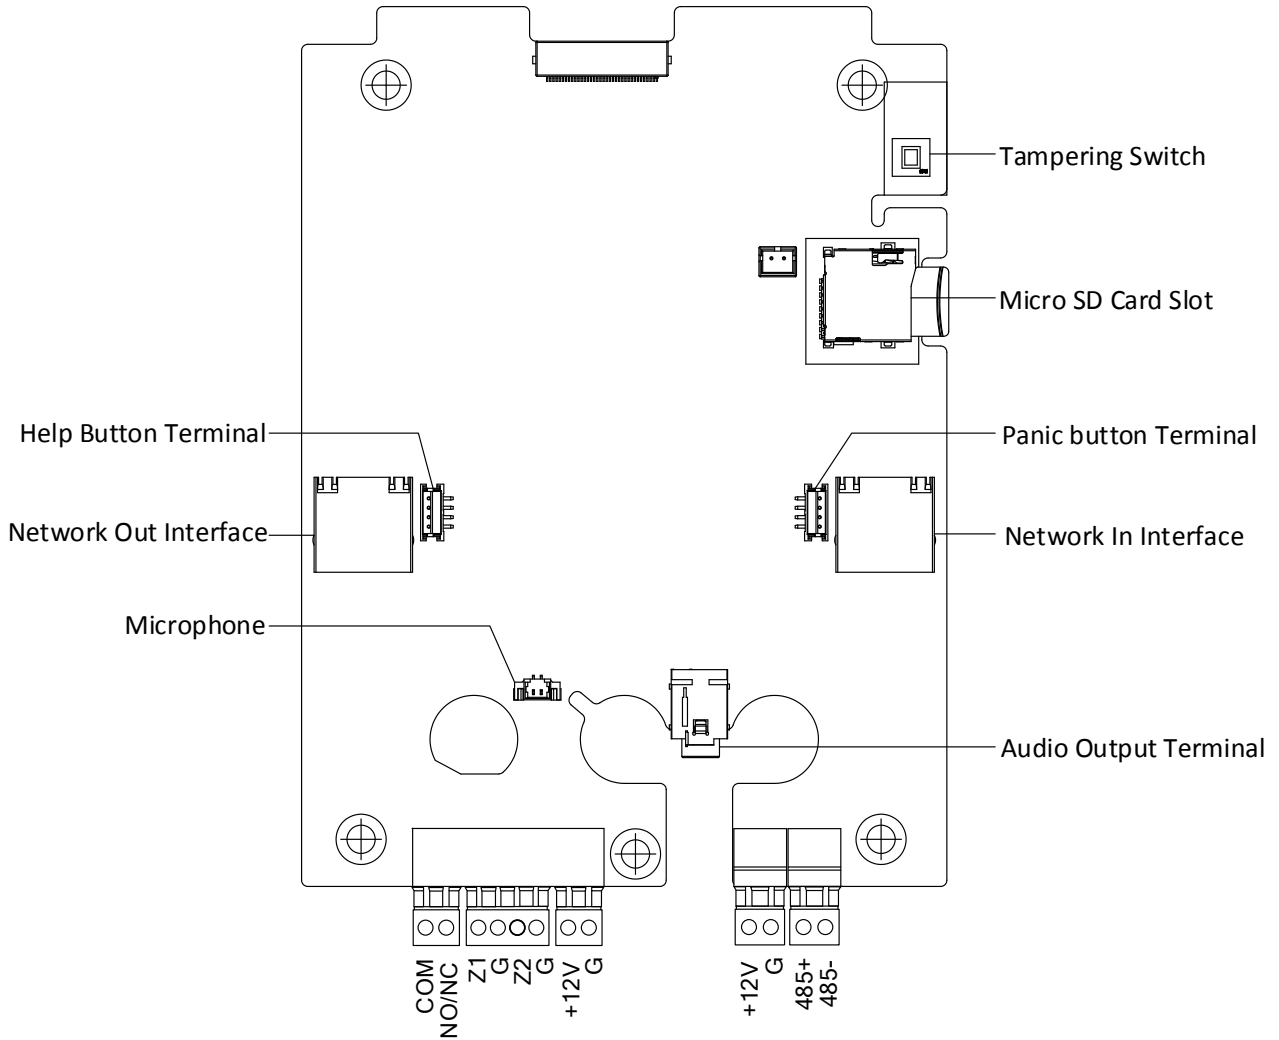 Tampering Switch
Micro SD Card Slot
Help Button Terminal
Panic button Terminal
Network Out Interface
Network In Interface
Microphone
Audio Output Terminal
COM
NO/NC
Z1
G
Z2
G
+12V
G
+12V
G
485+
485-